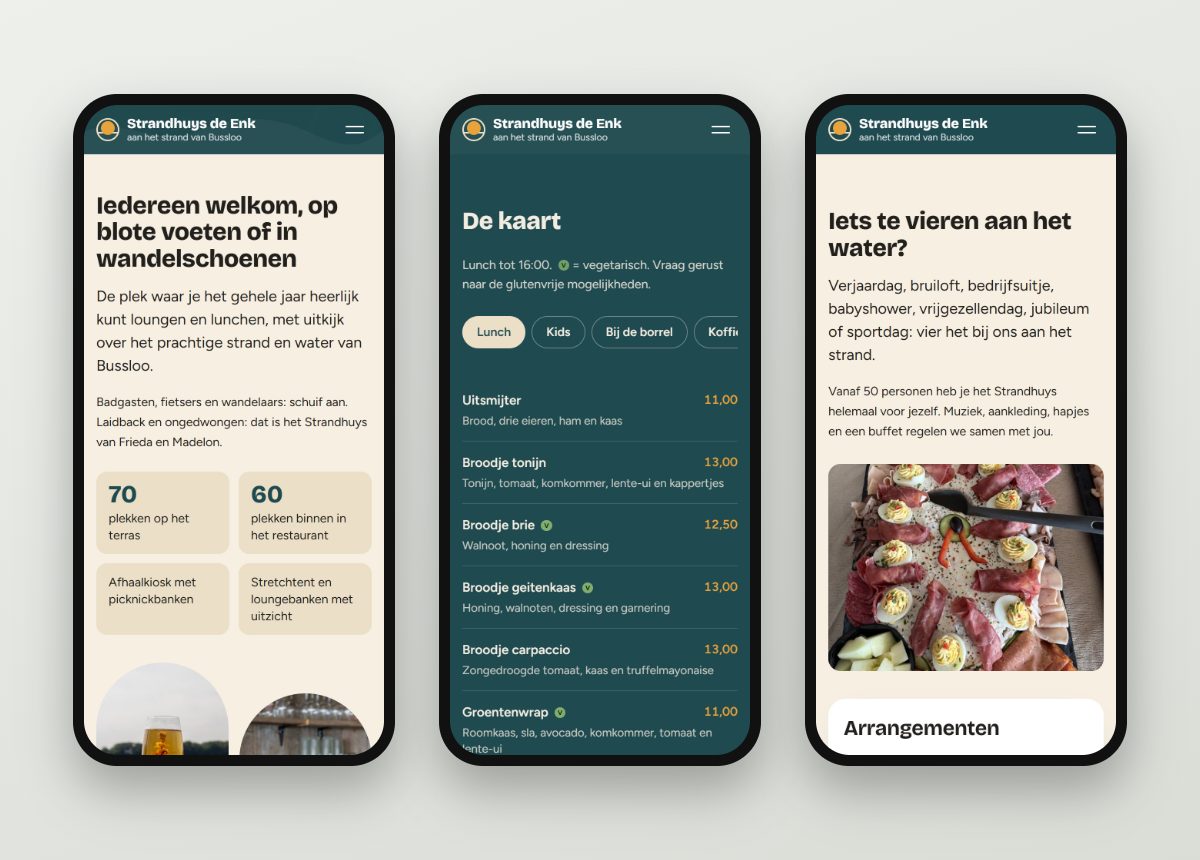 Strandhuys de Enk
aan het strand van Bussloo
Iedereen welkom, op
blote voeten of in
wandelschoenen
De plek waar je het gehele jaar heerlijk
kunt loungen en lunchen, met uitkijk
over het prachtige strand en water van
Bussloo.
Badgasten, fietsers en wandelaars: schuif aan.
Laidback en ongedwongen: dat is het Strandhuys
van Frieda en Madelon.
70
plekken op het
terras
60
plekken binnen in
het restaurant
Afhaalkiosk met
picknickbanken
Stretchtent en
loungebanken met
uitzicht
Strandhuys de Enk
aan het strand van Bussloo
De kaart
Lunch tot 16:00. V = vegetarisch. Vraag gerust
naar de glutenvrije mogelijkheden.
Lunch Kids Bij de borrel Koffie
Uitsmijter 11,00
Brood, drie eieren, ham en kaas
Broodje tonijn 13,00
Tonijn, tomaat, komkommer, lente-ui en kappertjes
Broodje brie V 12,50
Walnoot, honing en dressing
Broodje geitenkaas V 13,00
Honing, walnoten, dressing en garnering
Broodje carpaccio 13,00
Zongedroogde tomaat, kaas en truffelmayonaise
Groentenwrap V 11,00
Roomkaas, sla, avocado, komkommer, tomaat en
lente-ui
Strandhuys de Enk
aan het strand van Bussloo
Iets te vieren aan het
water?
Verjaardag, bruiloft, bedrijfsuitje,
babyshower, vrijgezellendag, jubileum
of sportdag: vier het bij ons aan het
strand.
Vanaf 50 personen heb je het Strandhuys
helemaal voor jezelf. Muziek, aankleding, hapjes
en een buffet regelen we samen met jou.
Arrangementen